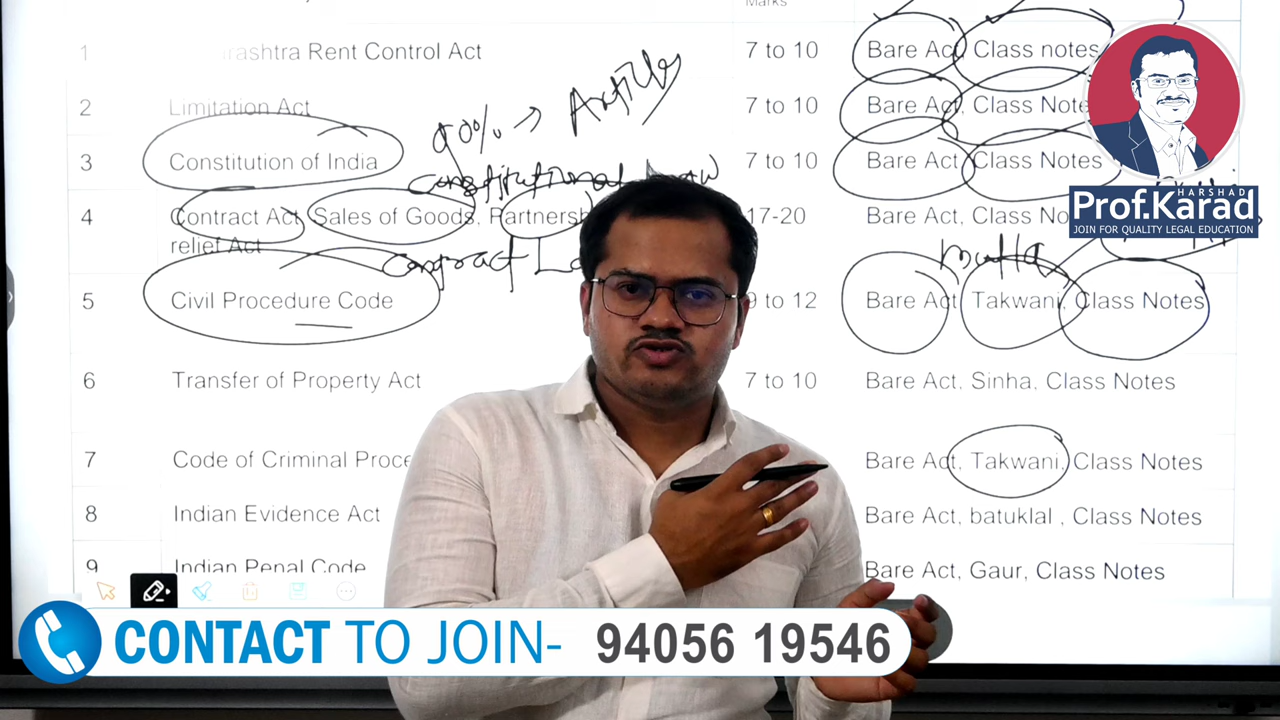 Marks
1 rashtra Rent Control Act 7 to 10 Bare Act, Class notes
2 Limitation Act 7 to 10 Bare Act, Class Notes
90% → Article
3 Constitution of India 7 to 10 Bare Act, Class Notes
Constitutional Law
4 Contract Act, Sales of Goods, Partnersh 17-20 Bare Act, Class No
relief Act
Contract La
mulla
5 Civil Procedure Code 9 to 12 Bare Act, Takwani, Class Notes
6 Transfer of Property Act 7 to 10 Bare Act, Sinha, Class Notes
7 Code of Criminal Proce Bare Act, Takwani, Class Notes
8 Indian Evidence Act Bare Act, batuklal , Class Notes
9 Indian Penal Code Bare Act, Gaur, Class Notes
HARSHAD
Prof.Karad
JOIN FOR QUALITY LEGAL EDUCATION
CONTACT TO JOIN- 94056 19546